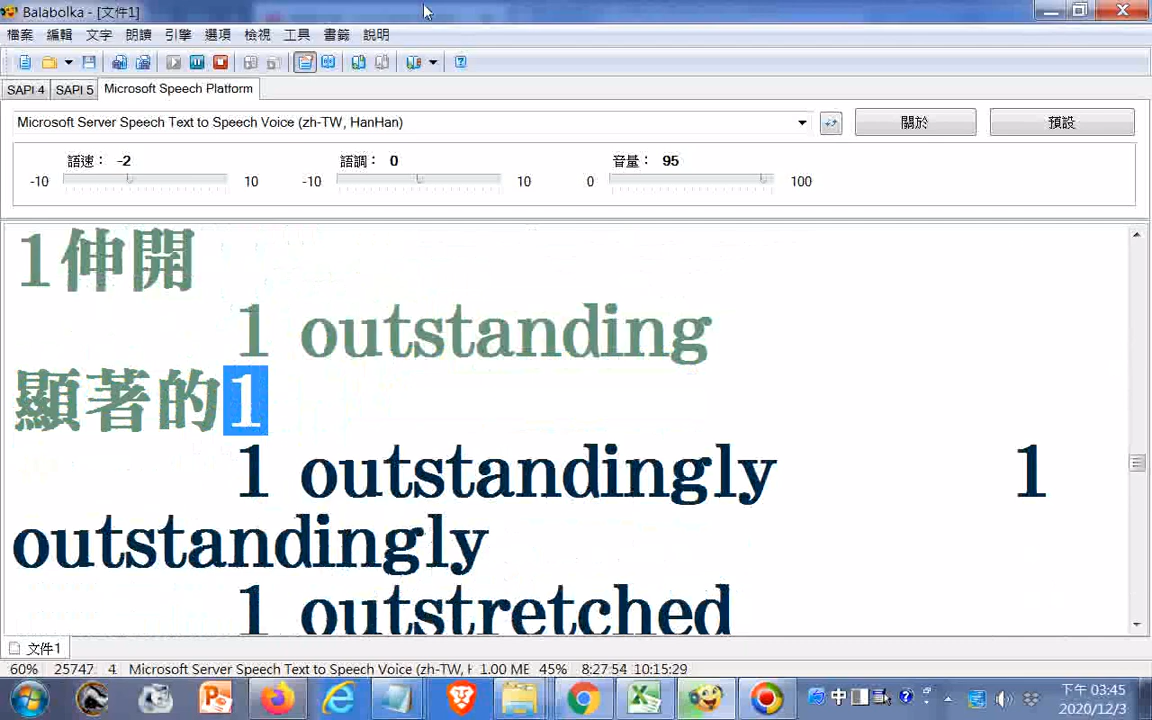 Balabolka - [文件1]
檔案 編輯 文字 朗讀 引擎 選項 檢視 工具 書籤 說明
SAPI 4 SAPI 5 Microsoft Speech Platform
Microsoft Server Speech Text to Speech Voice (zh-TW, HanHan) 關於 預設
語速： -2 語調： 0 音量： 95
-10 10 -10 10 0 100
1伸開
1 outstanding
顯著的1
1 outstandingly 1
outstandingly
1 outstretched
文件1
60% 25747 4 Microsoft Server Speech Text to Speech Voice (zh-TW, 1.00 ME 45% 8:27:54 10:15:29
中 下午 03:45
2020/12/3